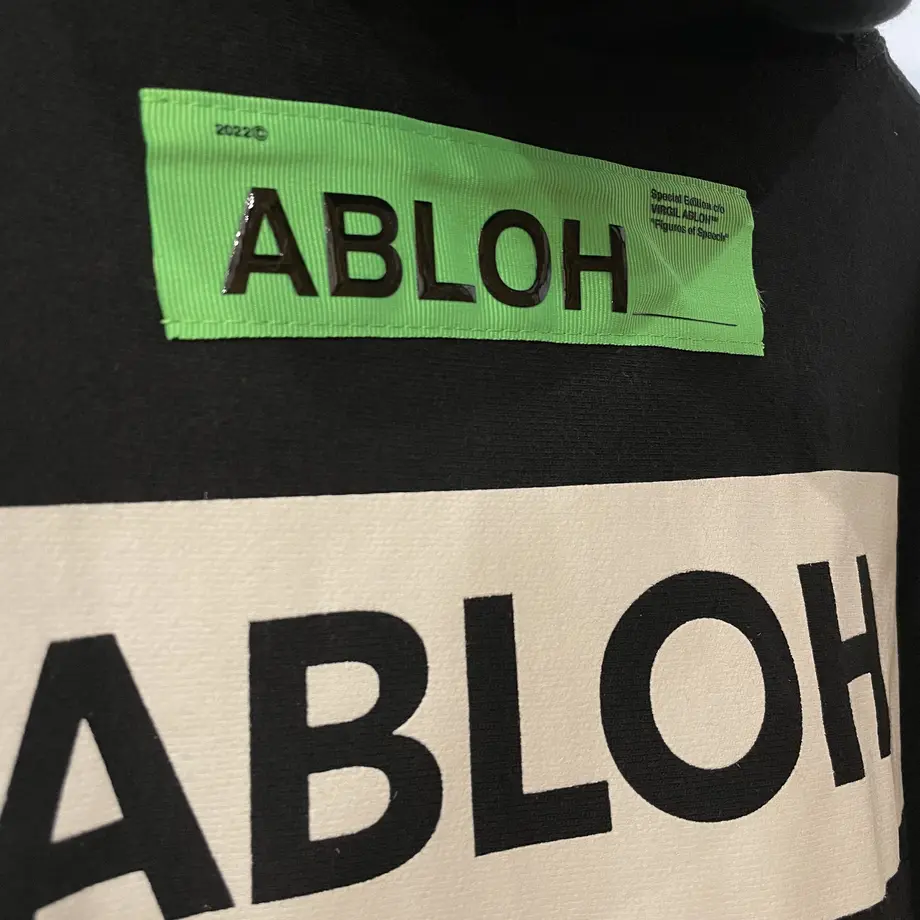 2022©
ABLOH
Special Edition c/o
VIRGIL ABLOH™
"Figures of Speech"
ABLOH